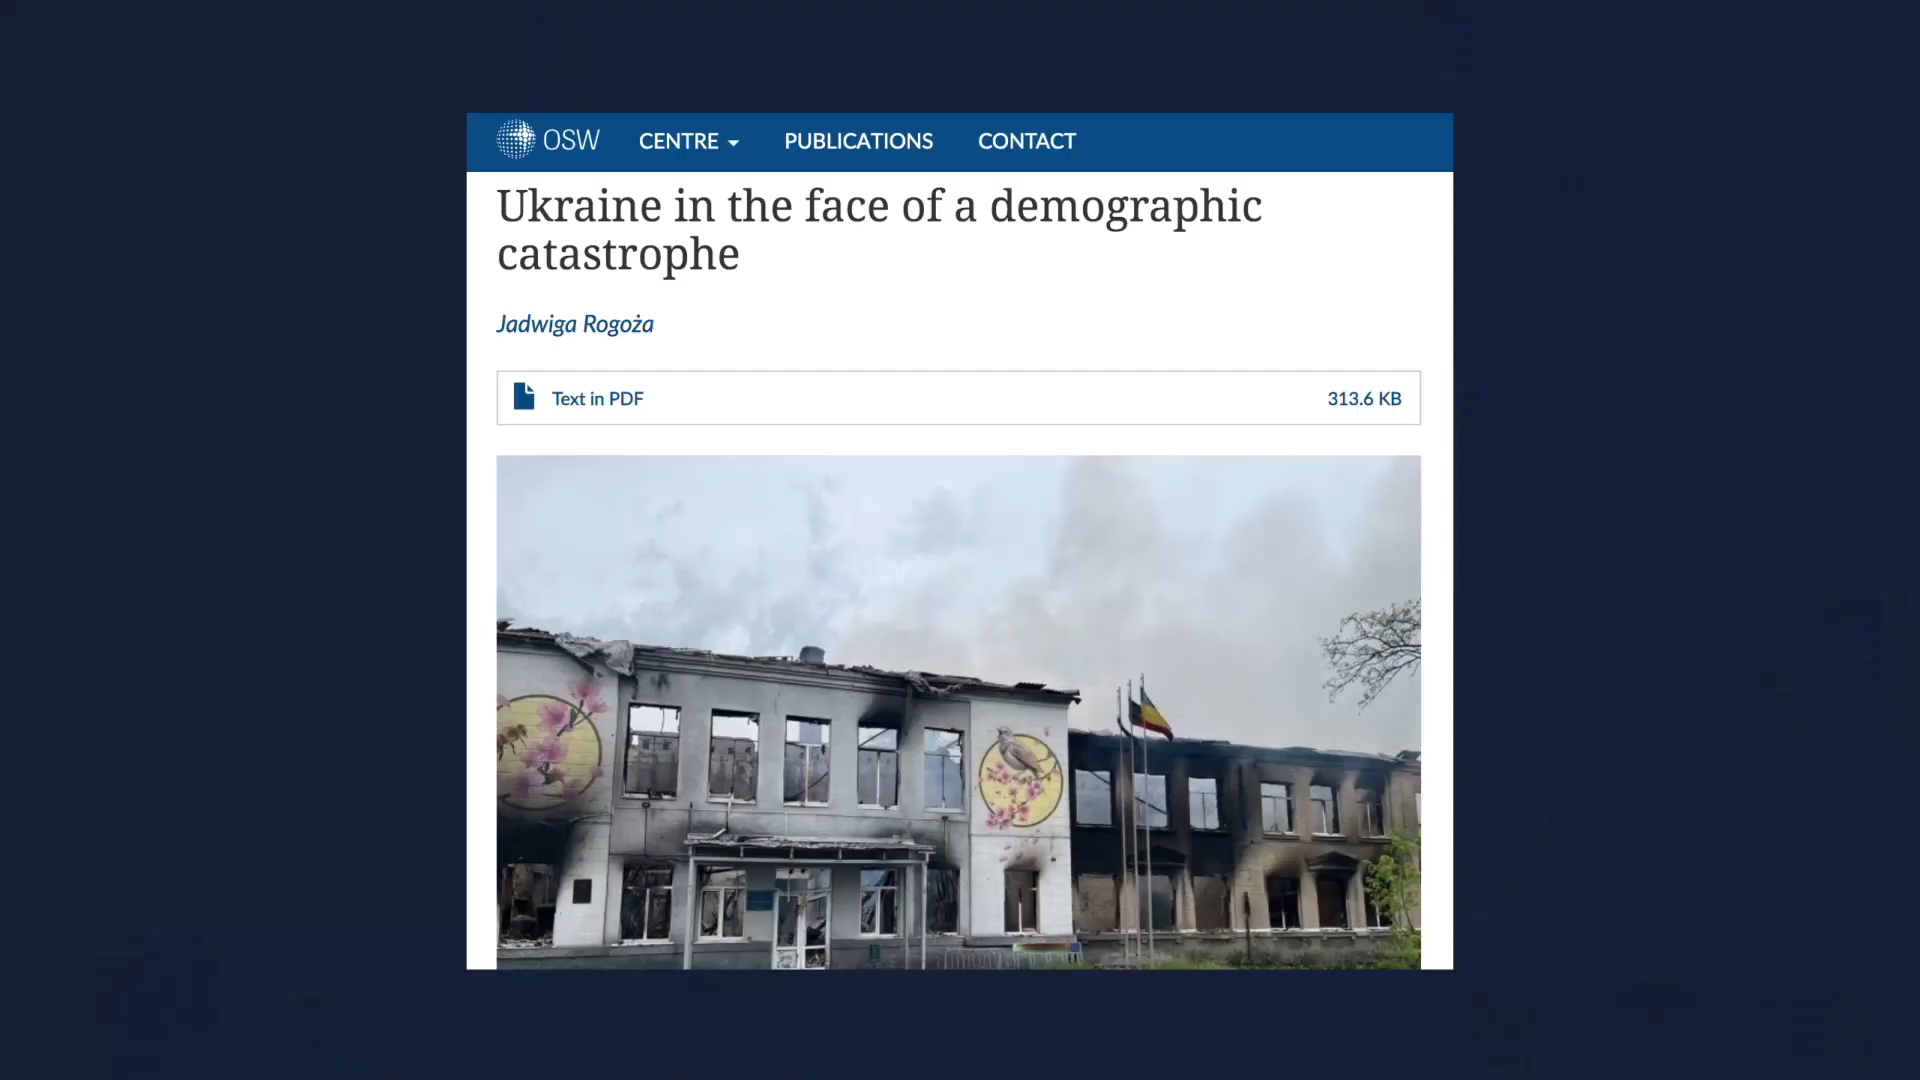 OSW CENTRE PUBLICATIONS CONTACT
Ukraine in the face of a demographic
catastrophe
Jadwiga Rogoża
Text in PDF 313.6 KB